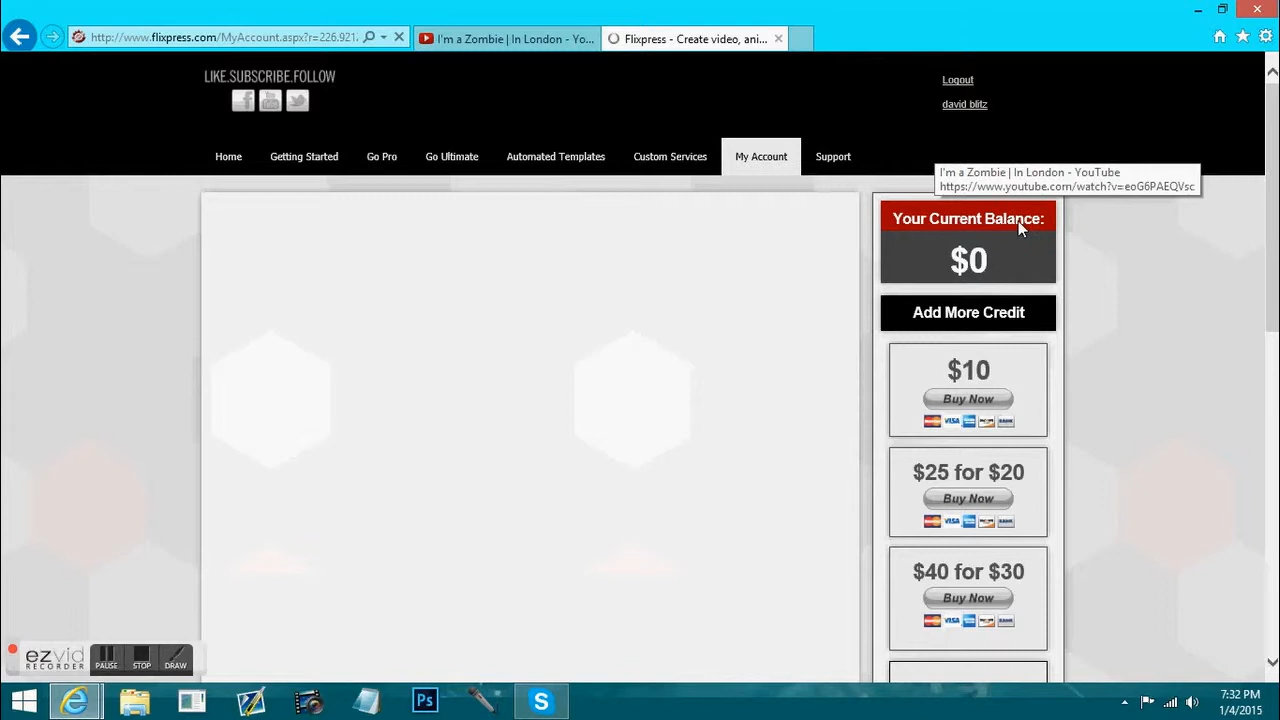 http://www.flixpress.com/MyAccount.aspx?r=226.921
I'm a Zombie | In London - Yo...
Flixpress - Create video, ani...
LIKE.SUBSCRIBE.FOLLOW
Logout
david blitz
Home
Getting Started
Go Pro
Go Ultimate
Automated Templates
Custom Services
My Account
Support
I'm a Zombie | In London - YouTube
https://www.youtube.com/watch?v=eoG6PAEQVsc
Your Current Balance:
$0
Add More Credit
$10
Buy Now
VISA
$25 for $20
Buy Now
VISA
$40 for $30
Buy Now
VISA
ezvid
RECORDER
PAUSE
STOP
DRAW
Ps
S
7:32 PM
1/4/2015